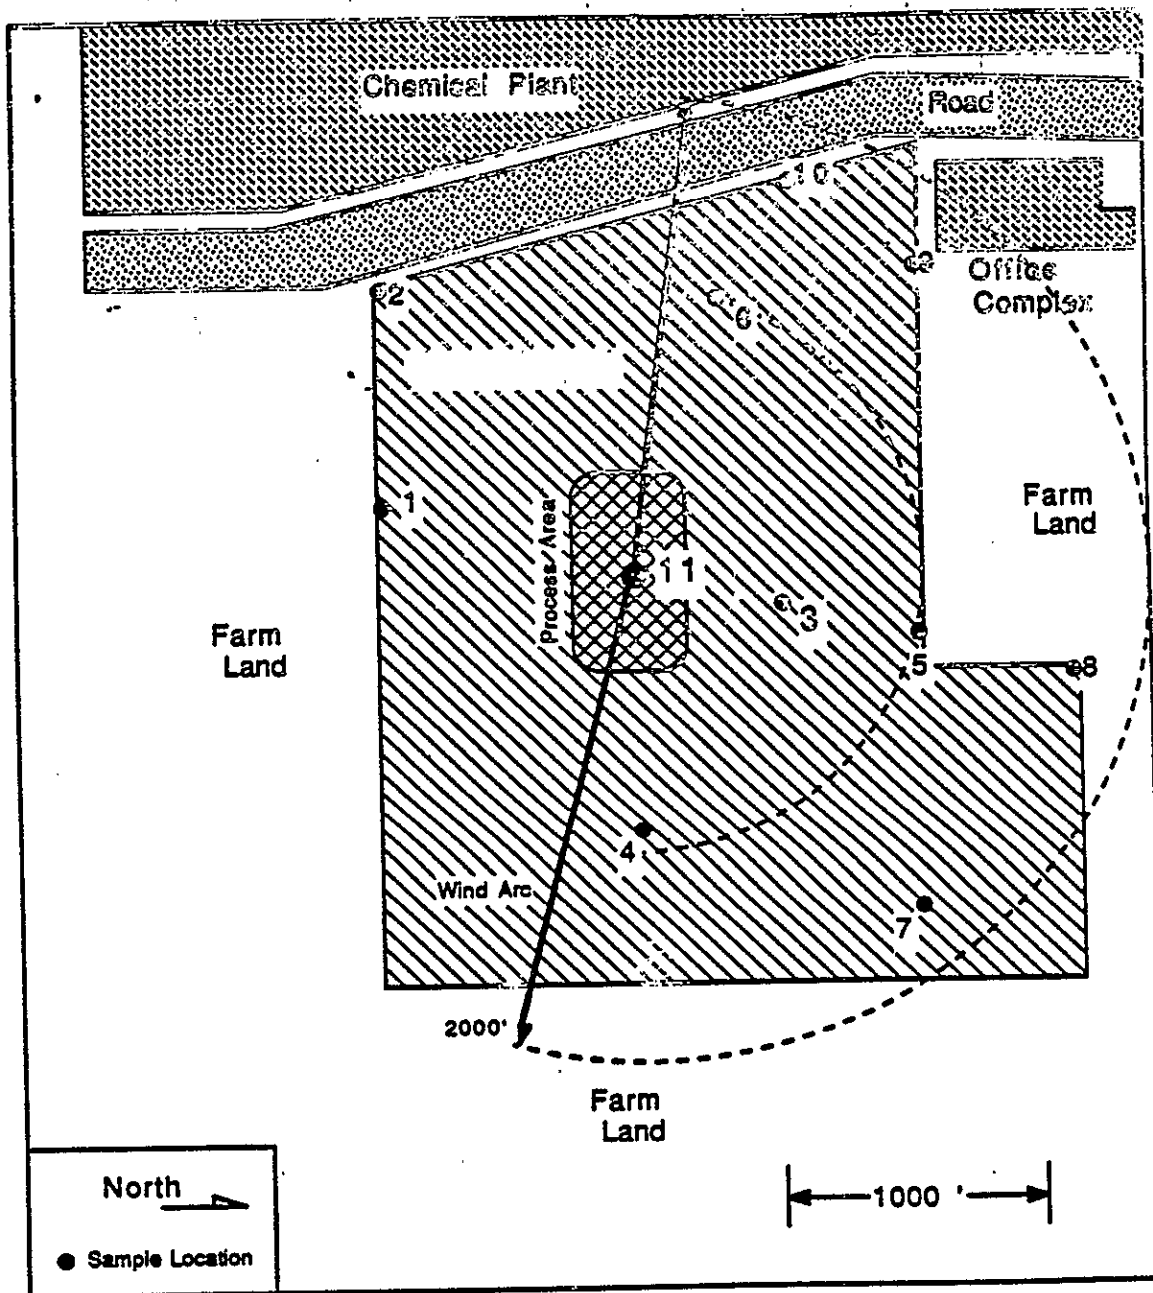 Chemical Plant
Road
10
2
Office
Complex
6
1
Process Area
11
3
Farm
Land
Farm
Land
5
8
4
Wind Arc
7
2000'
Farm
Land
North
1000 '
Sample Location